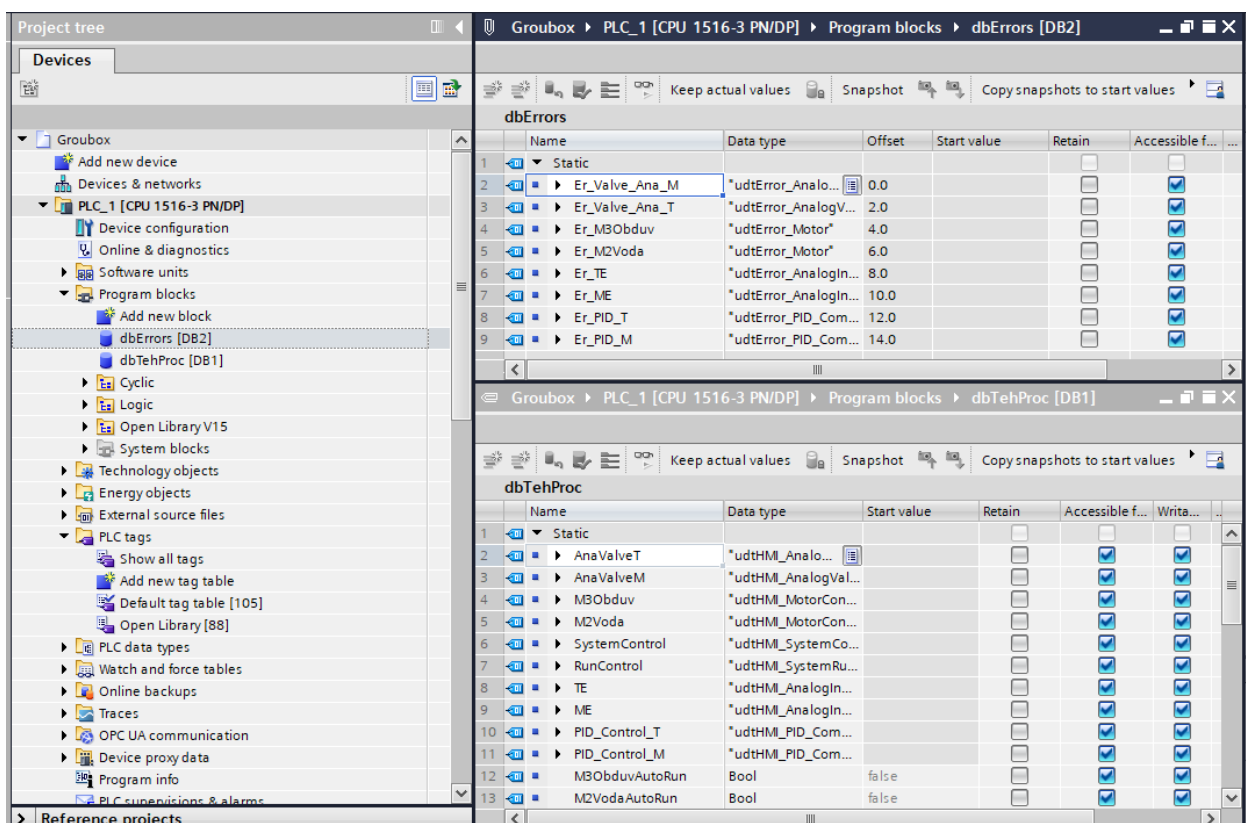 Project tree
Devices
Groubox
Add new device
Devices & networks
PLC_1 [CPU 1516-3 PN/DP]
Device configuration
Online & diagnostics
Software units
Program blocks
Add new block
dbErrors [DB2]
dbTehProc [DB1]
Cyclic
Logic
Open Library V15
System blocks
Technology objects
Energy objects
External source files
PLC tags
Show all tags
Add new tag table
Default tag table [105]
Open Library [88]
PLC data types
Watch and force tables
Online backups
Traces
OPC UA communication
Device proxy data
Program info
PLC supervisions & alarms
Reference projects
Groubox PLC_1 [CPU 1516-3 PN/DP] Program blocks dbErrors [DB2]
Keep actual values Snapshot Copy snapshots to start values
dbErrors
Name Data type Offset Start value Retain Accessible f... ...
1 Static
2 Er_Valve_Ana_M "udtError_Analo... 0.0
3 Er_Valve_Ana_T "udtError_AnalogV... 2.0
4 Er_M3Obduv "udtError_Motor" 4.0
5 Er_M2Voda "udtError_Motor" 6.0
6 Er_TE "udtError_AnalogIn... 8.0
7 Er_ME "udtError_AnalogIn... 10.0
8 Er_PID_T "udtError_PID_Com... 12.0
9 Er_PID_M "udtError_PID_Com... 14.0
Groubox PLC_1 [CPU 1516-3 PN/DP] Program blocks dbTehProc [DB1]
Keep actual values Snapshot Copy snapshots to start values
dbTehProc
Name Data type Start value Retain Accessible f... Writa... ..
1 Static
2 AnaValveT "udtHMI_Analo...
3 AnaValveM "udtHMI_AnalogVal...
4 M3Obduv "udtHMI_MotorCon...
5 M2Voda "udtHMI_MotorCon...
6 SystemControl "udtHMI_SystemCo...
7 RunControl "udtHMI_SystemRu...
8 TE "udtHMI_AnalogIn...
9 ME "udtHMI_AnalogIn...
10 PID_Control_T "udtHMI_PID_Com...
11 PID_Control_M "udtHMI_PID_Com...
12 M3ObduvAutoRun Bool false
13 M2VodaAutoRun Bool false